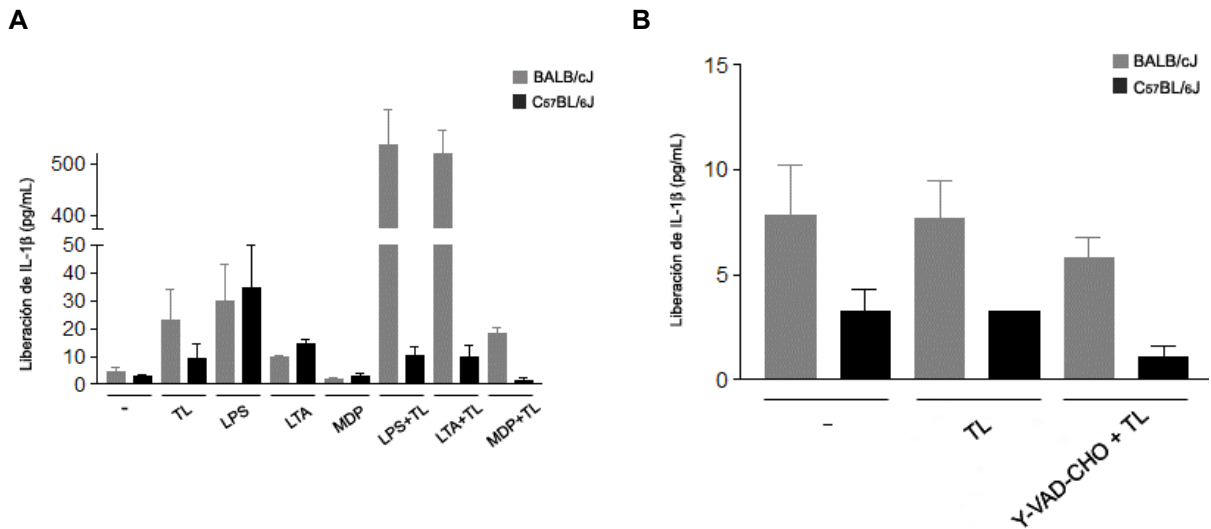 A
BALB/cJ
C57BL/6J
Liberación de IL-1β (pg/mL)
500
400
50
40
30
20
10
0
-
TL
LPS
LTA
MDP
LPS+TL
LTA+TL
MDP+TL
B
BALB/cJ
C57BL/6J
Liberación de IL-1β (pg/mL)
15
10
5
0
-
TL
Y-VAD-CHO + TL